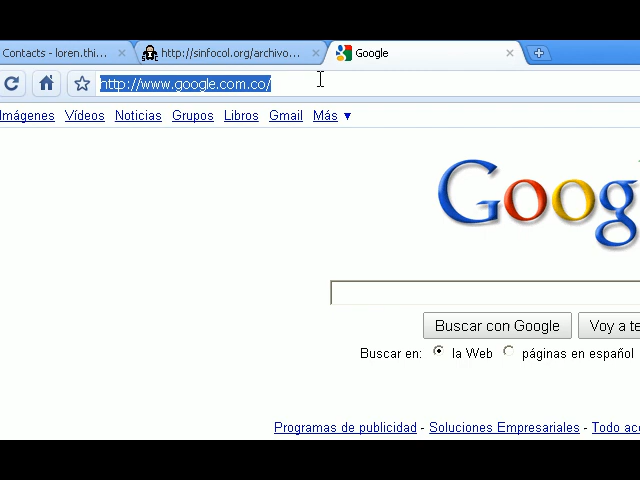 Contacts - loren.thi... http://sinfocol.org/archivo... Google
http://www.google.com.co/
Imágenes Vídeos Noticias Grupos Libros Gmail Más ▼
Goog
Buscar con Google Voy a te
Buscar en: la Web páginas en español
Programas de publicidad - Soluciones Empresariales - Todo ac